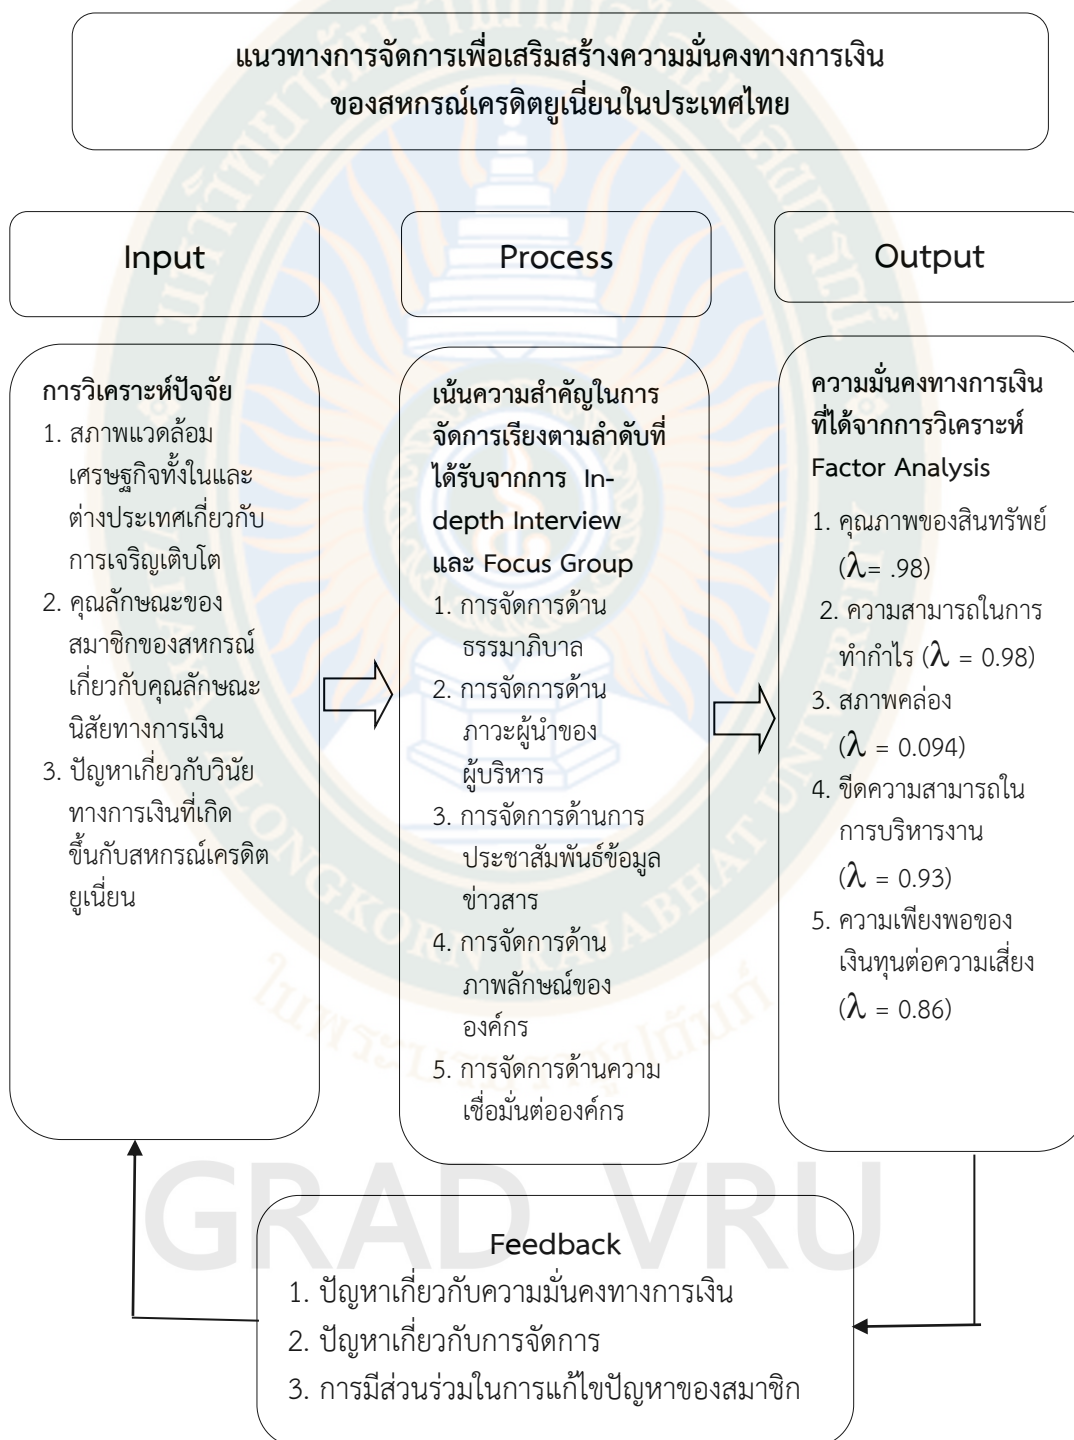 แนวทางการจัดการเพื่อเสริมสร้างความมั่นคงทางการเงิน
ของสหกรณ์เครดิตยูเนี่ยนในประเทศไทย
Input
การวิเคราะห์ปัจจัย
1. สภาพแวดล้อม
เศรษฐกิจทั้งในและ
ต่างประเทศเกี่ยวกับ
การเจริญเติบโต
2. คุณลักษณะของ
สมาชิกของสหกรณ์
เกี่ยวกับคุณลักษณะ
นิสัยทางการเงิน
3. ปัญหาเกี่ยวกับวินัย
ทางการเงินที่เกิด
ขึ้นกับสหกรณ์เครดิต
ยูเนี่ยน
Process
เน้นความสำคัญในการ
จัดการเรียงตามลำดับที่
ได้รับจากการ In-
depth Interview
และ Focus Group
1. การจัดการด้าน
ธรรมาภิบาล
2. การจัดการด้าน
ภาวะผู้นำของ
ผู้บริหาร
3. การจัดการด้านการ
ประชาสัมพันธ์ข้อมูล
ข่าวสาร
4. การจัดการด้าน
ภาพลักษณ์ของ
องค์กร
5. การจัดการด้านความ
เชื่อมั่นต่อองค์กร
Output
ความมั่นคงทางการเงิน
ที่ได้จากการวิเคราะห์
Factor Analysis
1. คุณภาพของสินทรัพย์
(λ= .98)
2. ความสามารถในการ
ทำกำไร (λ = 0.98)
3. สภาพคล่อง
(λ = 0.094)
4. ขีดความสามารถใน
การบริหารงาน
(λ = 0.93)
5. ความเพียงพอของ
เงินทุนต่อความเสี่ยง
(λ = 0.86)
Feedback
1. ปัญหาเกี่ยวกับความมั่นคงทางการเงิน
2. ปัญหาเกี่ยวกับการจัดการ
3. การมีส่วนร่วมในการแก้ไขปัญหาของสมาชิก
GRAD VRU